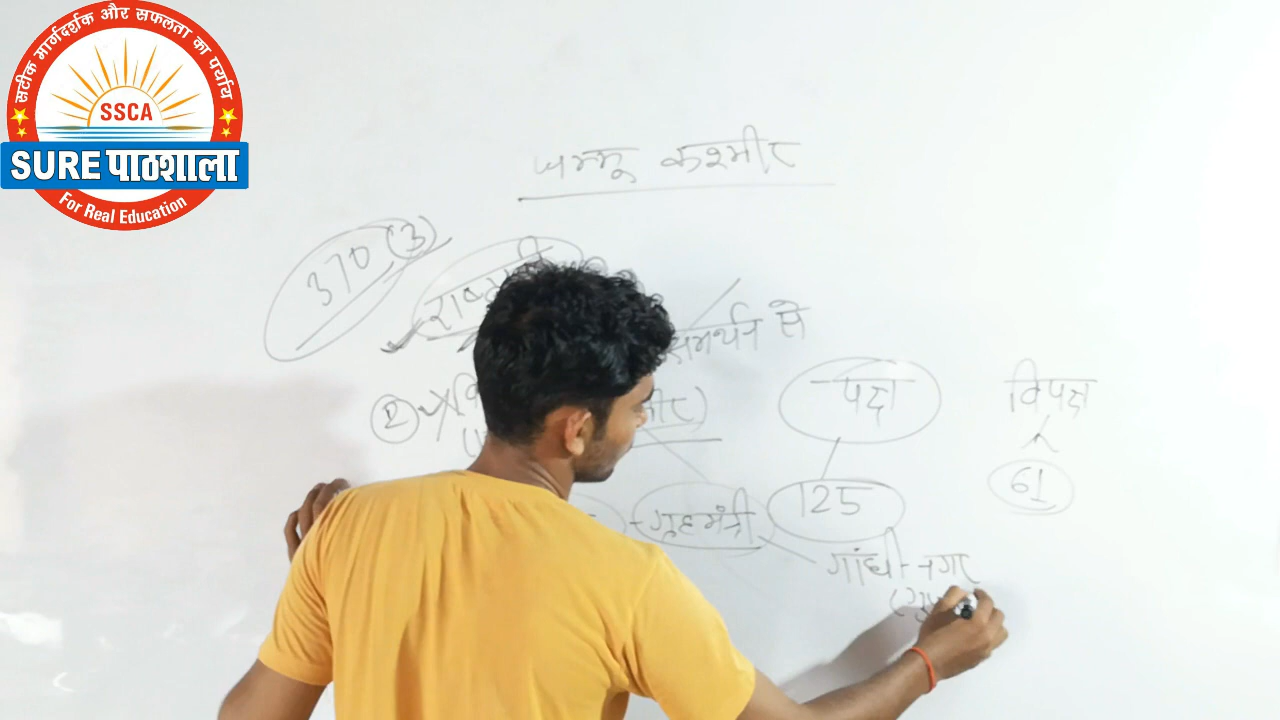 सटीक मार्गदर्शक और सफलता का पर्याय
SSCA
SURE पाठशाला
For Real Education
जम्मू कश्मीर
370 (3)
समर्थन से
पक्ष
विपक्ष
2
125
61
गृहमंत्री
गांधीनगर